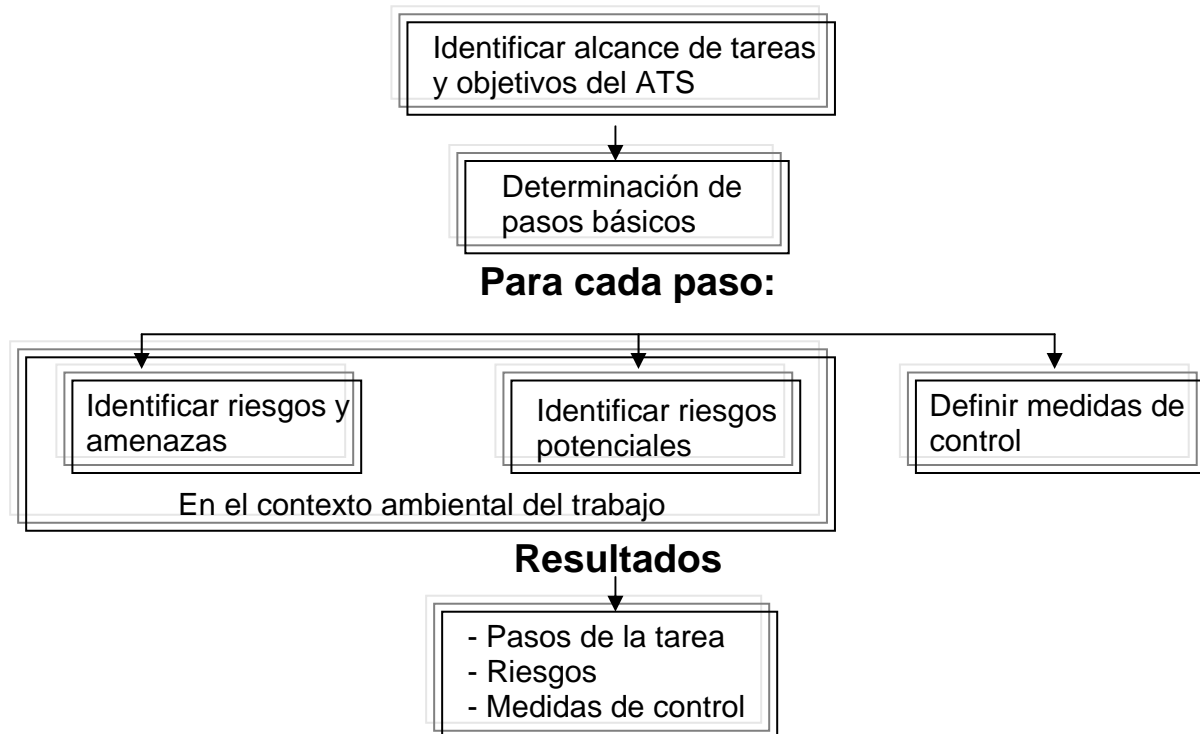 Identificar alcance de tareas
y objetivos del ATS
Determinación de
pasos básicos
Para cada paso:
Identificar riesgos y
amenazas
Identificar riesgos
potenciales
Definir medidas de
control
En el contexto ambiental del trabajo
Resultados
- Pasos de la tarea
- Riesgos
- Medidas de control